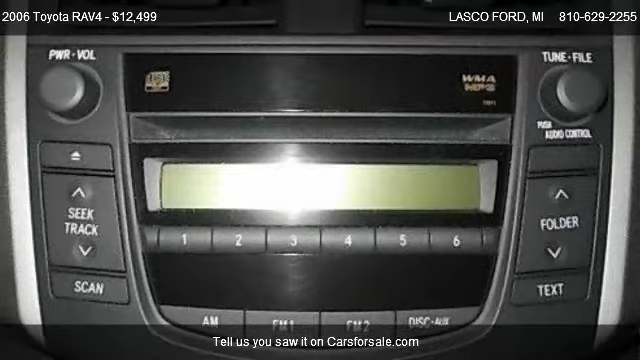 2006 Toyota RAV4 - $12,499
LASCO FORD, MI 810-629-2255
PWR•VOL
TUNE•FILE
WMA
MP3
PUSH
AUDIO CONTROL
SEEK
TRACK
FOLDER
1 2 3 4 5 6
SCAN
TEXT
AM FM1 FM2 DISC•AUX
Tell us you saw it on Carsforsale.com